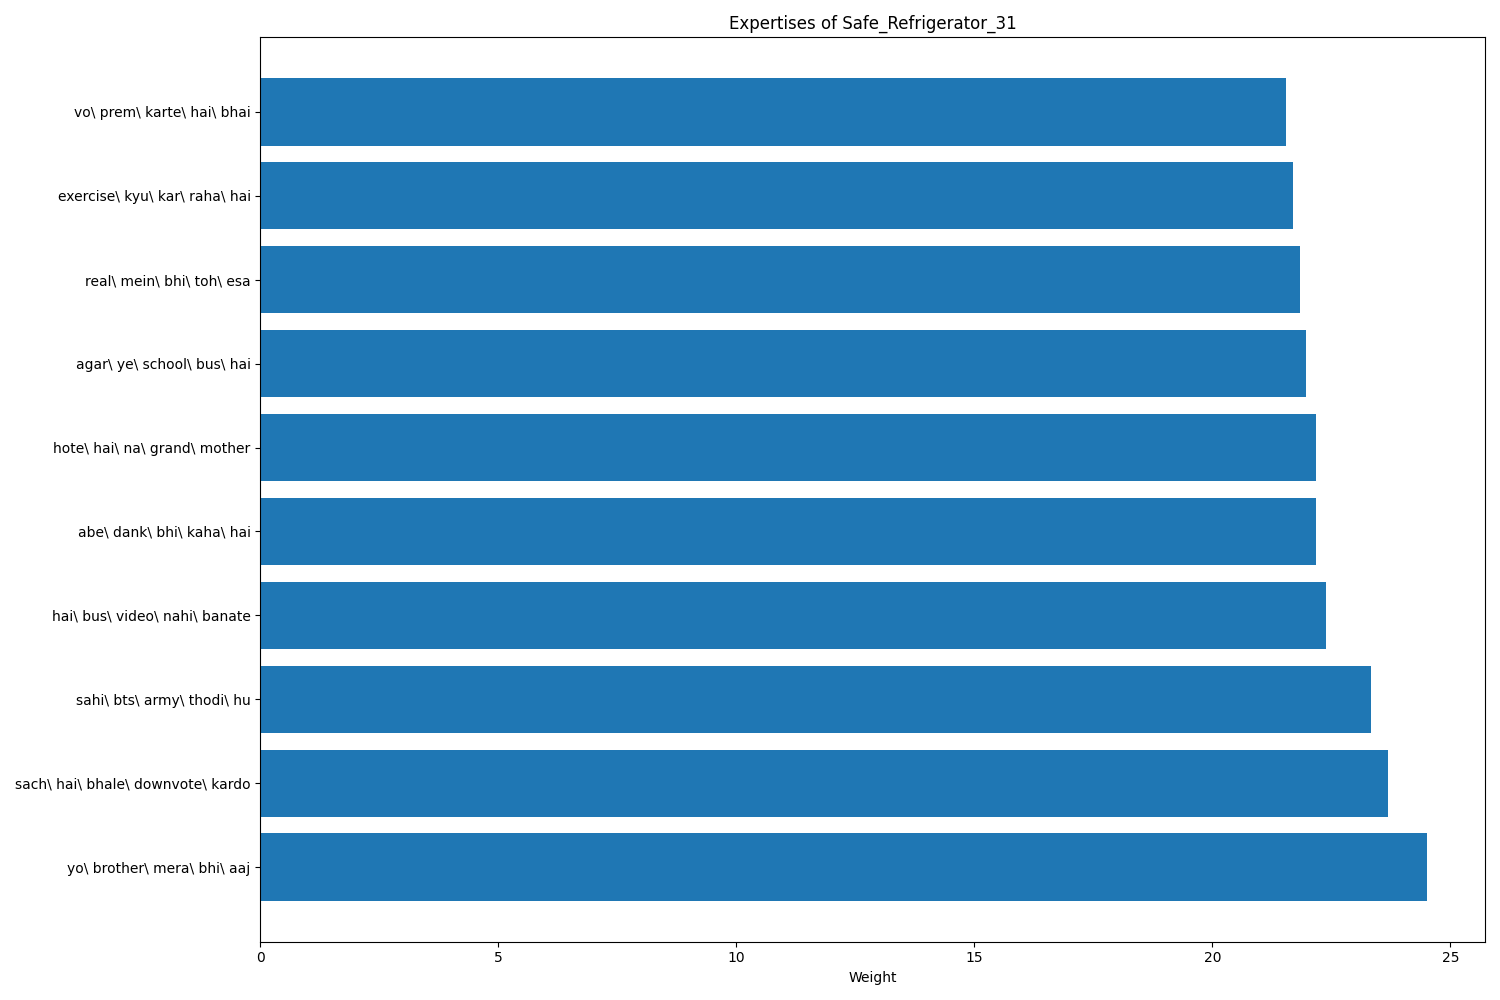 Expertises of Safe_Refrigerator_31
vo\ prem\ karte\ hai\ bhai
exercise\ kyu\ kar\ raha\ hai
real\ mein\ bhi\ toh\ esa
agar\ ye\ school\ bus\ hai
hote\ hai\ na\ grand\ mother
abe\ dank\ bhi\ kaha\ hai
hai\ bus\ video\ nahi\ banate
sahi\ bts\ army\ thodi\ hu
sach\ hai\ bhale\ downvote\ kardo
yo\ brother\ mera\ bhi\ aaj
0 5 10 15 20 25
Weight